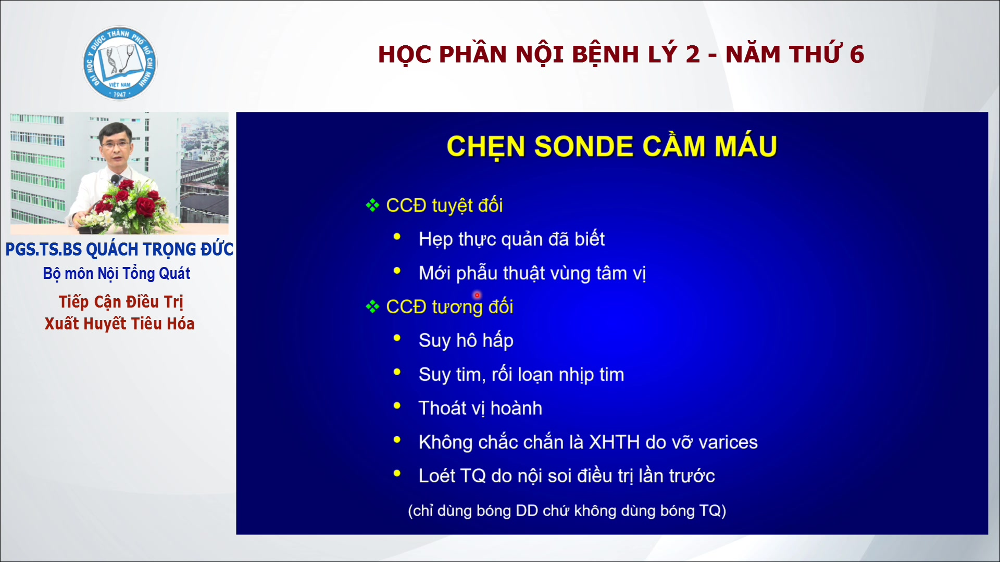 ĐẠI HỌC Y DƯỢC THÀNH PHỐ HỒ CHÍ MINH
VIỆT NAM
1947
HỌC PHẦN NỘI BỆNH LÝ 2 - NĂM THỨ 6
PGS.TS.BS QUÁCH TRỌNG ĐỨC
Bộ môn Nội Tổng Quát
Tiếp Cận Điều Trị
Xuất Huyết Tiêu Hóa
CHẸN SONDE CẦM MÁU
CCĐ tuyệt đối
Hẹp thực quản đã biết
Mới phẫu thuật vùng tâm vị
CCĐ tương đối
Suy hô hấp
Suy tim, rối loạn nhịp tim
Thoát vị hoành
Không chắc chắn là XHTH do vỡ varices
Loét TQ do nội soi điều trị lần trước
(chỉ dùng bóng DD chứ không dùng bóng TQ)